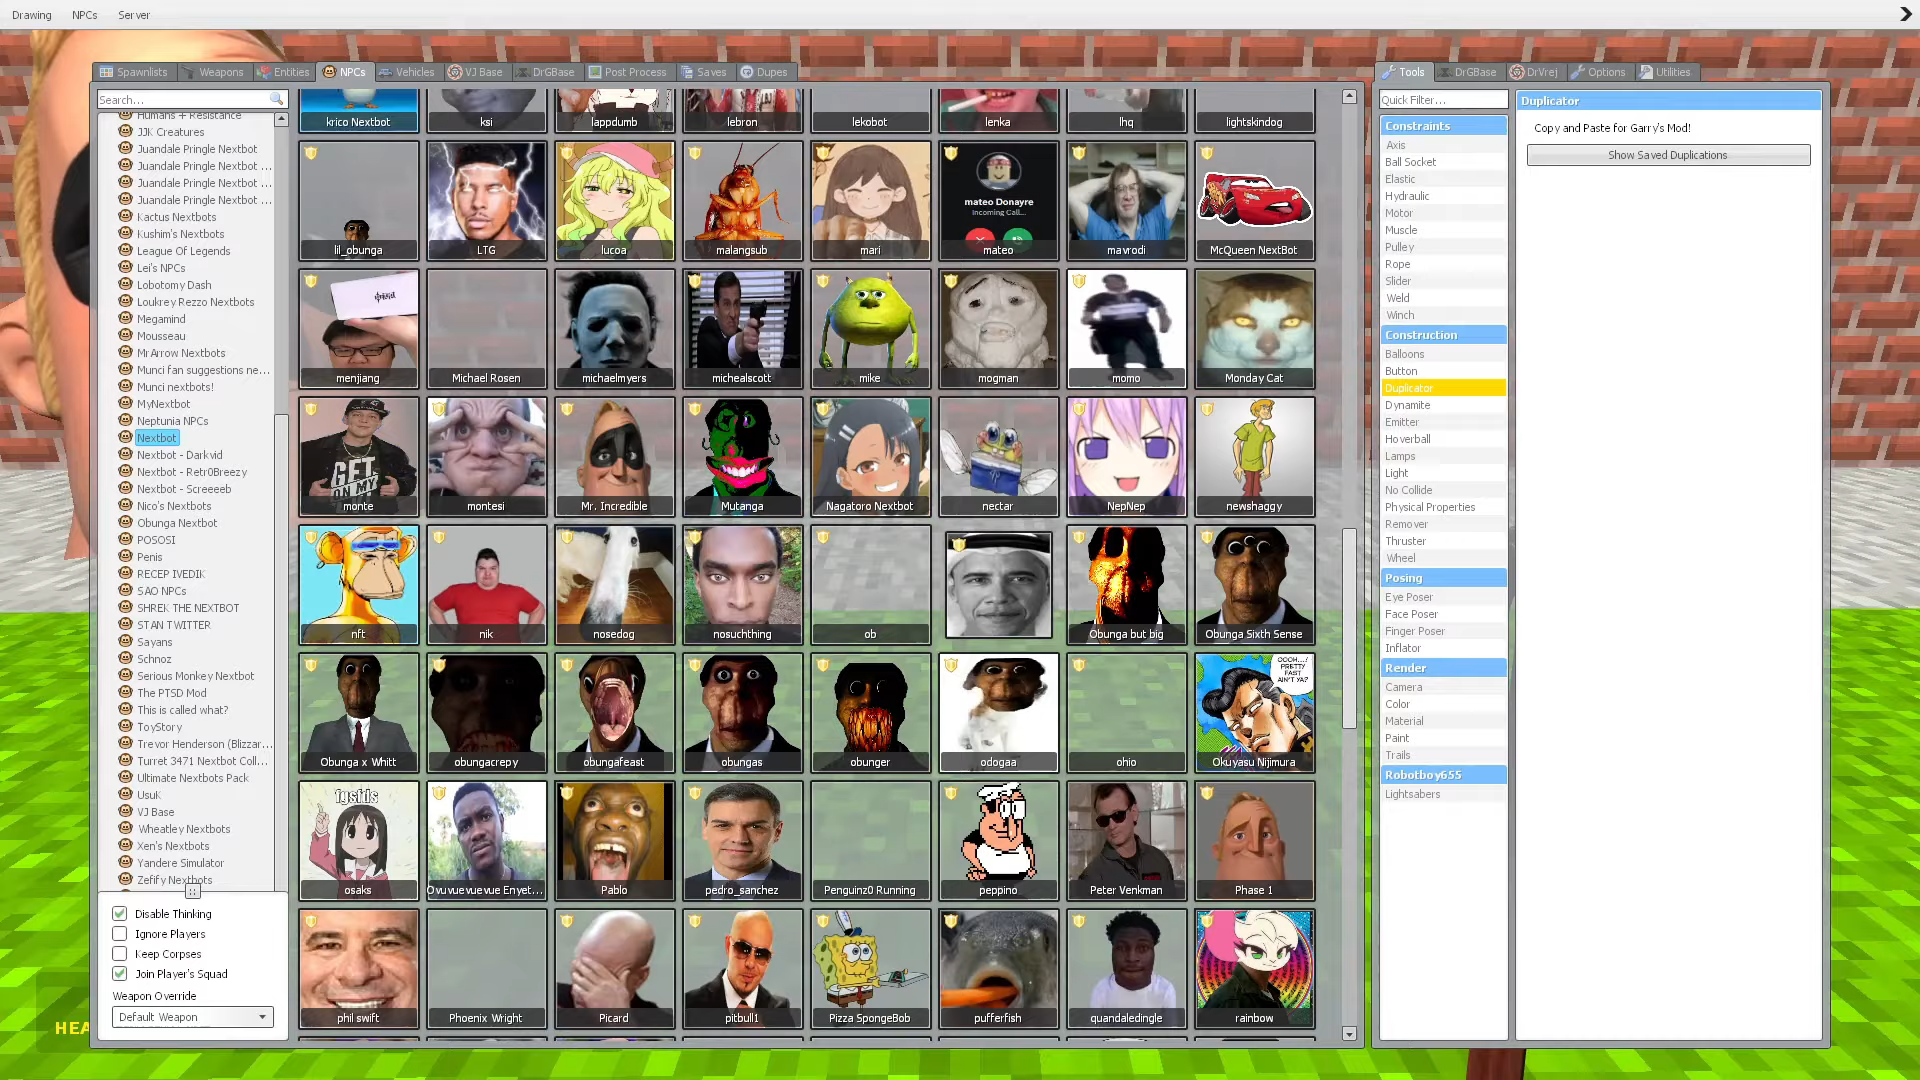 Drawing NPCs Server
Spawnlists Weapons Entities NPCs Vehicles VJ Base DrGBase Post Process Saves Dupes
Search...
Humans + Resistance
JJK Creatures
Juandale Pringle Nextbot
Juandale Pringle Nextbot ...
Juandale Pringle Nextbot ...
Juandale Pringle Nextbot ...
Kactus Nextbots
Kushim's Nextbots
League Of Legends
Lei's NPCs
Lobotomy Dash
Loukrey Rezzo Nextbots
Megamind
Mousseau
MrArrow Nextbots
Munci fan suggestions ne...
Munci nextbots!
MyNextbot
Neptunia NPCs
Nextbot
Nextbot - Darkvid
Nextbot - Retr0Breezy
Nextbot - Screeeeb
Nico's Nextbots
Obunga Nextbot
POSOSI
Penis
RECEP IVEDIK
SAO NPCs
SHREK THE NEXTBOT
STAN TWITTER
Sayans
Schnoz
Serious Monkey Nextbot
The PTSD Mod
This is called what?
ToyStory
Trevor Henderson (Blizzar...
Turret 3471 Nextbot Coll...
Ultimate Nextbots Pack
UsuK
VJ Base
Wheatley Nextbots
Xen's Nextbots
Yandere Simulator
Zefify Nextbots
Disable Thinking
Ignore Players
Keep Corpses
Join Player's Squad
Weapon Override
Default Weapon
HEA
krico Nextbot ksi lappdumb lebron lekobot lenka lhq lightskindog
mateo Donayre
Incoming Call...
lil_obunga LTG lucoa malangsub mari mateo mavrodi McQueen NextBot
menjiang Michael Rosen michaelmyers michealscott mike mogman momo Monday Cat
GET
ON MY
monte montesi Mr. Incredible Mutanga Nagatoro Nextbot nectar NepNep newshaggy
nft nik nosedog nosuchthing ob Obunga but big Obunga Sixth Sense
OOOH...!
PRETTY
FAST
AIN'T YA?
Obunga x Whitt obungacrepy obungafeast obungas obunger odogaa ohio Okuyasu Nijimura
fgsfds
osaks Ovuvuevuevue Enyet... Pablo pedro_sanchez Penguinz0 Running peppino Peter Venkman Phase 1
phil swift Phoenix Wright Picard pitbull1 Pizza SpongeBob pufferfish quandaledingle rainbow
Tools DrGBase DrVrej Options Utilities
Quick Filter...
Constraints
Axis
Ball Socket
Elastic
Hydraulic
Motor
Muscle
Pulley
Rope
Slider
Weld
Winch
Construction
Balloons
Button
Duplicator
Dynamite
Emitter
Hoverball
Lamps
Light
No Collide
Physical Properties
Remover
Thruster
Wheel
Posing
Eye Poser
Face Poser
Finger Poser
Inflator
Render
Camera
Color
Material
Paint
Trails
Robotboy655
Lightsabers
Duplicator
Copy and Paste for Garry's Mod!
Show Saved Duplications